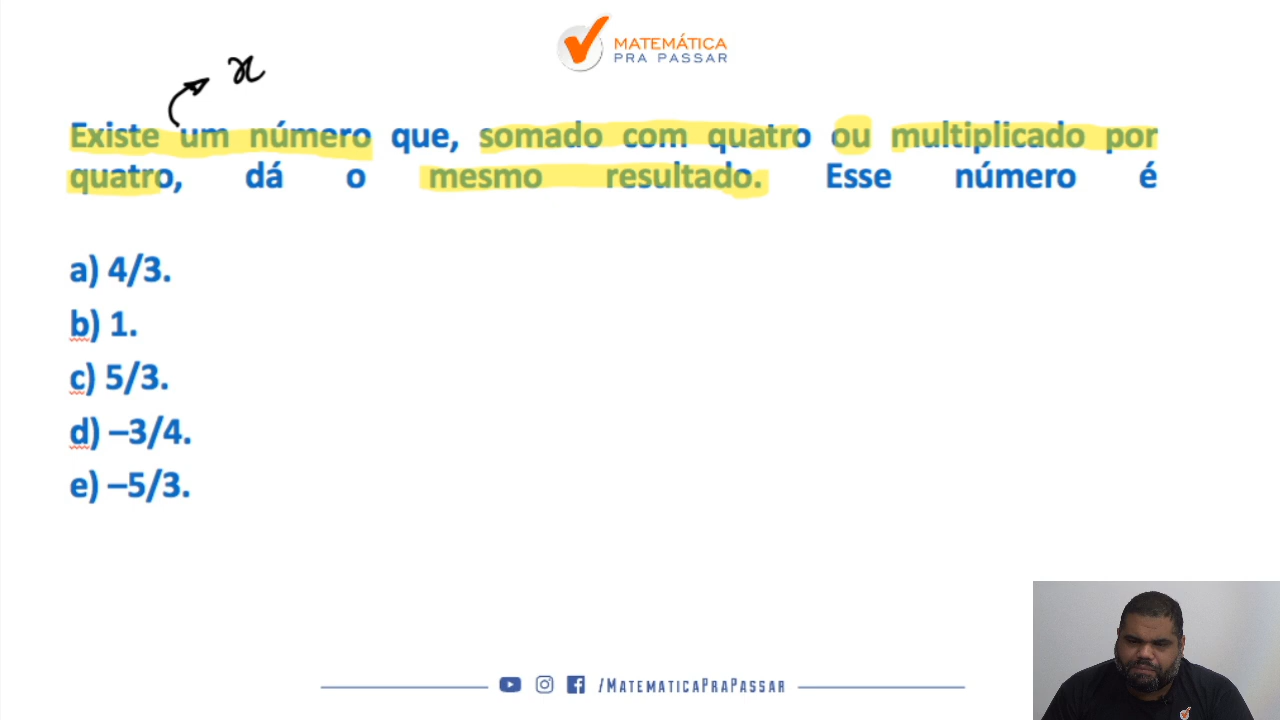 MATEMÁTICA
PRA PASSAR
x
Existe um número que, somado com quatro ou multiplicado por
quatro, dá o mesmo resultado. Esse número é
a) 4/3.
b) 1.
c) 5/3.
d) –3/4.
e) –5/3.
/MATEMATICAPRAPASSAR